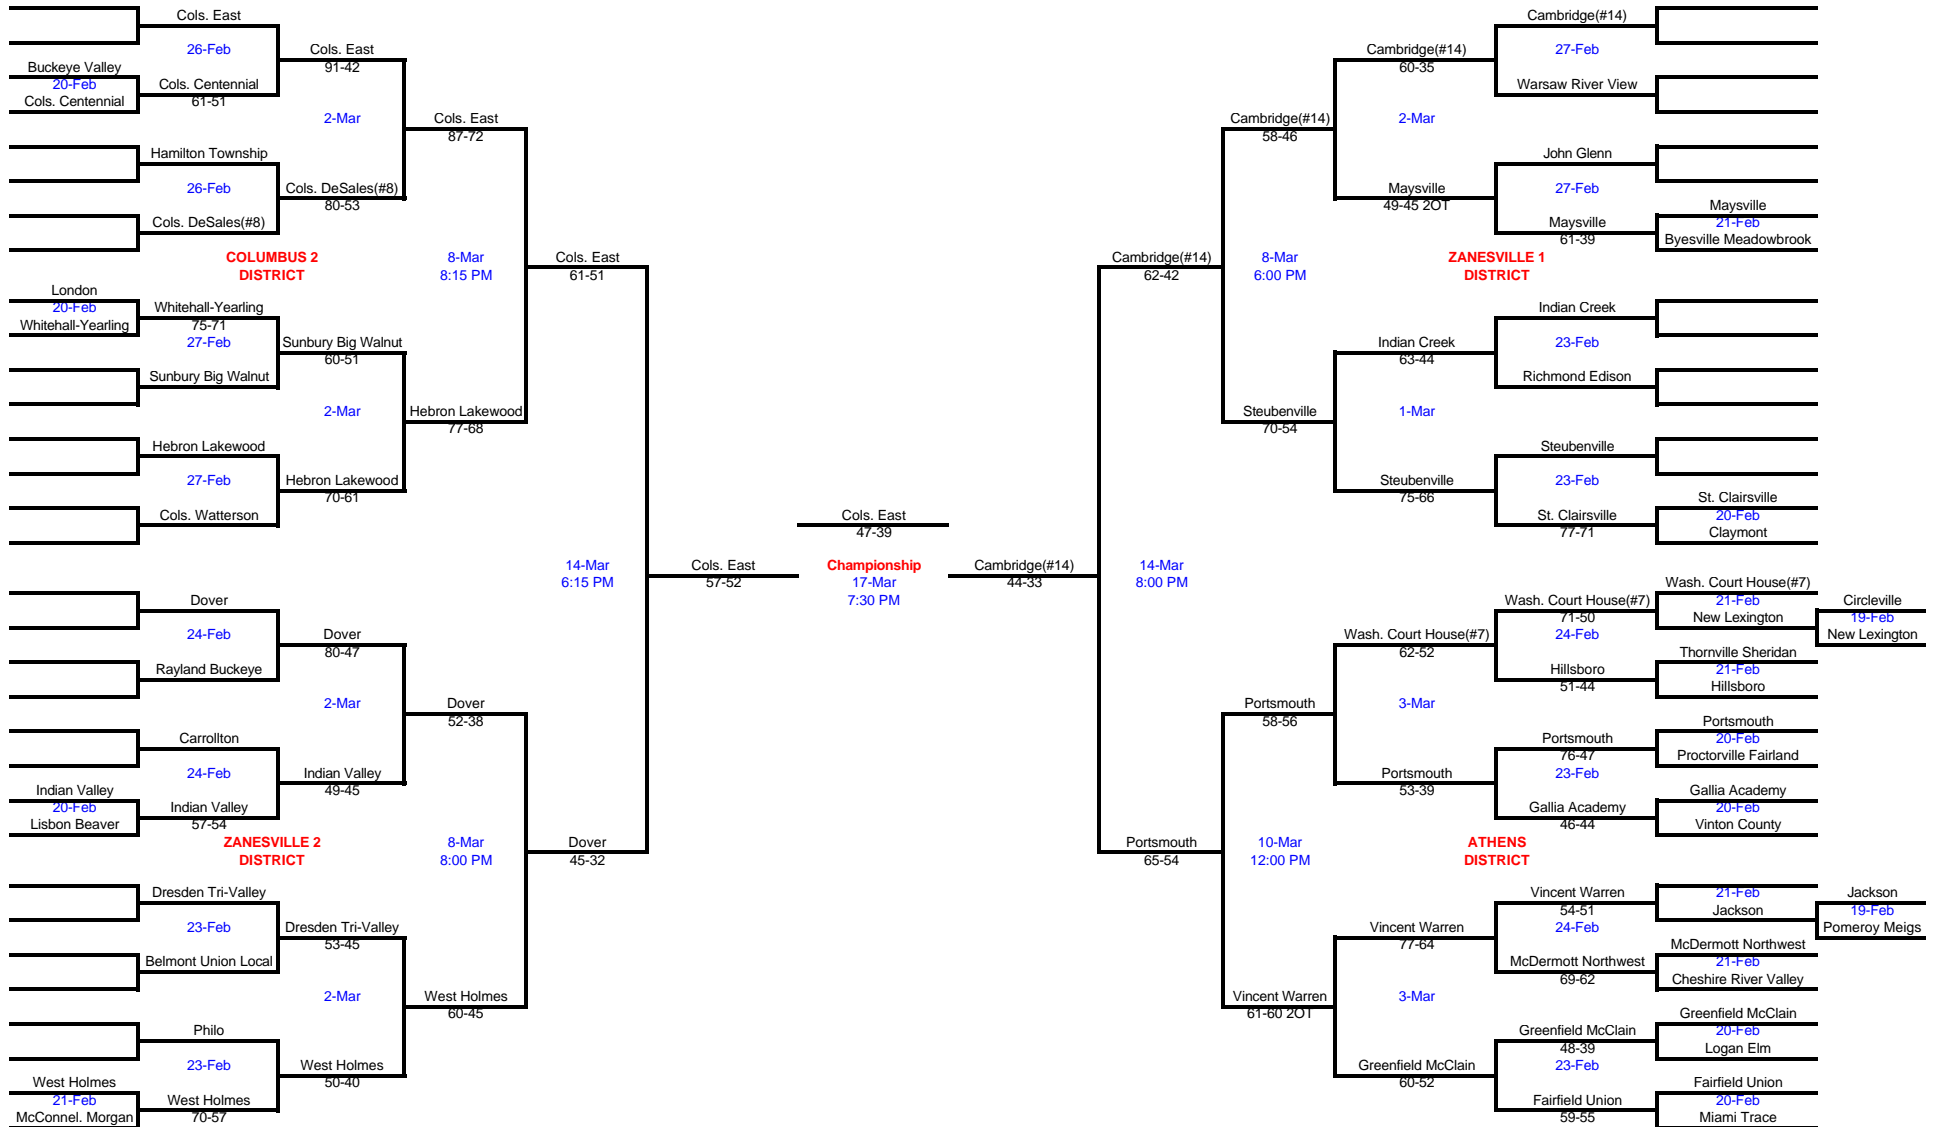 Cols. East
26-Feb
Cols. East
91-42
Buckeye Valley
20-Feb
Cols. Centennial
Cols. Centennial
61-51
2-Mar
Cols. East
87-72
Hamilton Township
26-Feb
Cols. DeSales(#8)
80-53
Cols. DeSales(#8)
COLUMBUS 2
DISTRICT
8-Mar
8:15 PM
Cols. East
61-51
London
20-Feb
Whitehall-Yearling
Whitehall-Yearling
75-71
27-Feb
Sunbury Big Walnut
60-51
Sunbury Big Walnut
2-Mar
Hebron Lakewood
77-68
Hebron Lakewood
27-Feb
Hebron Lakewood
70-61
Cols. Watterson
14-Mar
6:15 PM
Cols. East
57-52
Dover
24-Feb
Dover
80-47
Rayland Buckeye
2-Mar
Dover
52-38
Carrollton
24-Feb
Indian Valley
49-45
Indian Valley
20-Feb
Lisbon Beaver
Indian Valley
57-54
ZANESVILLE 2
DISTRICT
8-Mar
8:00 PM
Dover
45-32
Dresden Tri-Valley
23-Feb
Dresden Tri-Valley
53-45
Belmont Union Local
2-Mar
West Holmes
60-45
Philo
23-Feb
West Holmes
50-40
West Holmes
21-Feb
McConnel. Morgan
West Holmes
70-57
Cols. East
47-39
Championship
17-Mar
7:30 PM
Cambridge(#14)
44-33
14-Mar
8:00 PM
Cambridge(#14)
27-Feb
Cambridge(#14)
60-35
Warsaw River View
Cambridge(#14)
58-46
2-Mar
John Glenn
27-Feb
Maysville
49-45 2OT
Maysville
61-39
Maysville
21-Feb
Byesville Meadowbrook
Cambridge(#14)
62-42
8-Mar
6:00 PM
ZANESVILLE 1
DISTRICT
Indian Creek
23-Feb
Indian Creek
63-44
Richmond Edison
Steubenville
70-54
1-Mar
Steubenville
23-Feb
Steubenville
75-66
St. Clairsville
77-71
St. Clairsville
20-Feb
Claymont
Wash. Court House(#7)
21-Feb
New Lexington
Circleville
19-Feb
New Lexington
Wash. Court House(#7)
71-50
24-Feb
Wash. Court House(#7)
62-52
Hillsboro
51-44
Thornville Sheridan
21-Feb
Hillsboro
Portsmouth
58-56
3-Mar
Portsmouth
20-Feb
Proctorville Fairland
Portsmouth
76-47
23-Feb
Portsmouth
53-39
Gallia Academy
46-44
Gallia Academy
20-Feb
Vinton County
Portsmouth
65-54
10-Mar
12:00 PM
ATHENS
DISTRICT
Vincent Warren
54-51
24-Feb
21-Feb
Jackson
Jackson
19-Feb
Pomeroy Meigs
Vincent Warren
77-64
McDermott Northwest
69-62
McDermott Northwest
21-Feb
Cheshire River Valley
Vincent Warren
61-60 2OT
3-Mar
Greenfield McClain
20-Feb
Logan Elm
Greenfield McClain
48-39
23-Feb
Greenfield McClain
60-52
Fairfield Union
59-55
Fairfield Union
20-Feb
Miami Trace